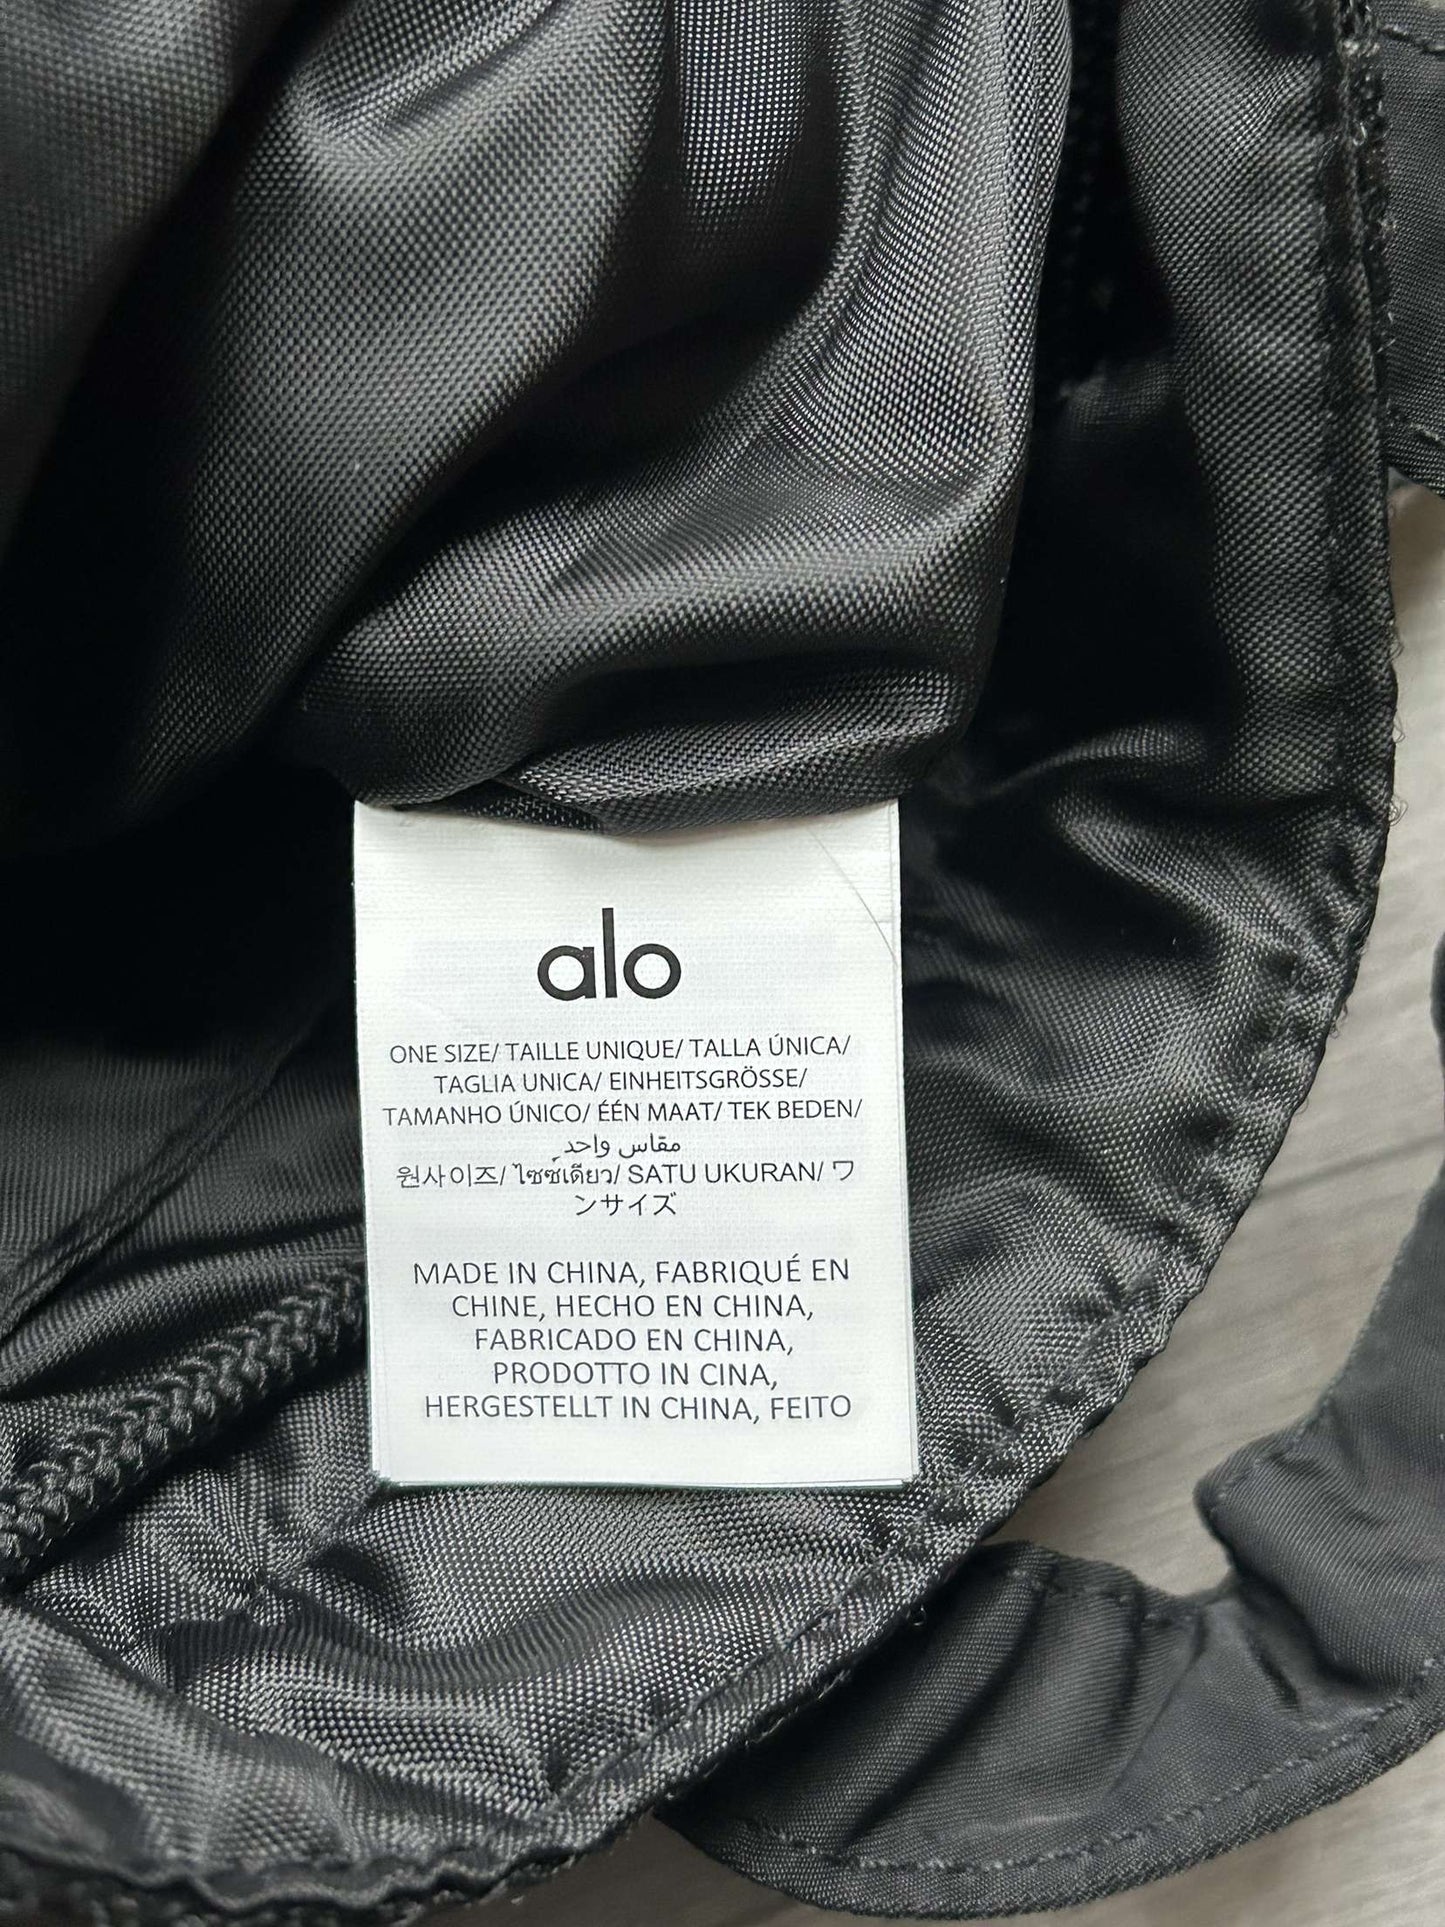 alo
ONE SIZE/ TAILLE UNIQUE/ TALLA ÚNICA/
TAGLIA UNICA/ EINHEITSGRÖSSE/
TAMANHO ÚNICO/ ÉÉN MAAT/ TEK BEDEN/
مقاس واحد
원사이즈/ ไซซ์เดียว/ SATU UKURAN/ ワ
ンサイズ
MADE IN CHINA, FABRIQUÉ EN
CHINE, HECHO EN CHINA,
FABRICADO EN CHINA,
PRODOTTO IN CINA,
HERGESTELLT IN CHINA, FEITO